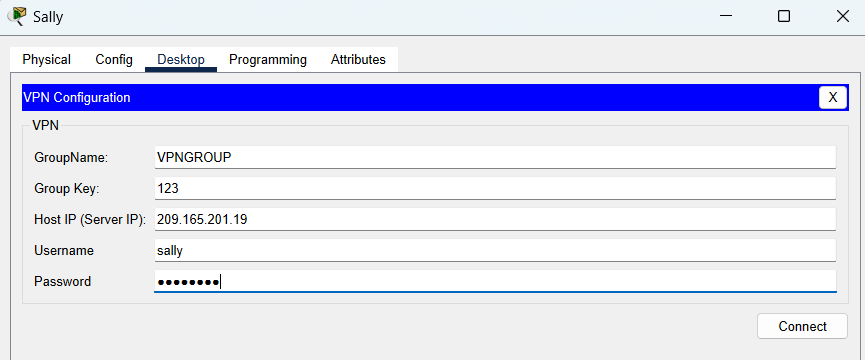 Sally
Physical Config Desktop Programming Attributes
VPN Configuration X
VPN
GroupName: VPNGROUP
Group Key: 123
Host IP (Server IP): 209.165.201.19
Username sally
Password ●●●●●●●●
Connect